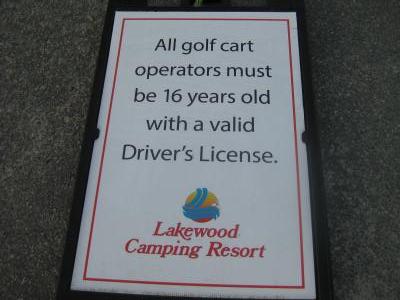 All golf cart
operators must
be 16 years old
with a valid
Driver's License.
Lakewood
Camping Resort